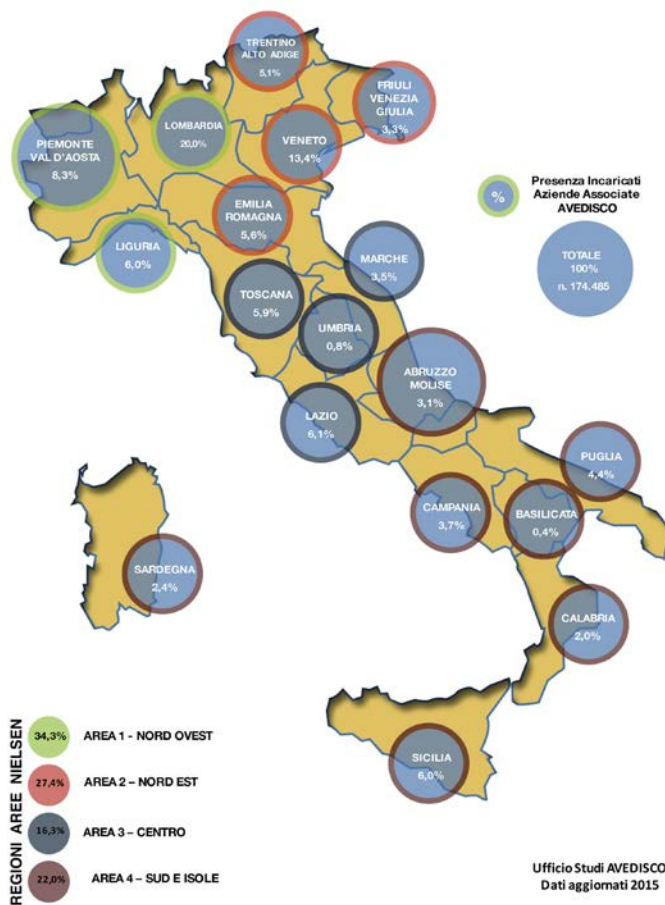 TRENTINO
ALTO ADIGE
5,1%
FRIULI
VENEZIA
GIULIA
3,3%
LOMBARDIA
20,0%
VENETO
13,4%
PIEMONTE
VAL D'AOSTA
8,3%
EMILIA
ROMAGNA
5,6%
%
Presenza Incaricati
Aziende Associate
AVEDISCO
TOTALE
100%
n. 174.485
LIGURIA
6,0%
MARCHE
3,5%
TOSCANA
5,9%
UMBRIA
0,8%
ABRUZZO
MOLISE
3,1%
LAZIO
6,1%
PUGLIA
4,4%
CAMPANIA
3,7%
BASILICATA
0,4%
SARDEGNA
2,4%
CALABRIA
2,0%
SICILIA
6,0%
REGIONI AREE NIELSEN
34,3% AREA 1 - NORD OVEST
27,4% AREA 2 – NORD EST
16,3% AREA 3 – CENTRO
22,0% AREA 4 – SUD E ISOLE
Ufficio Studi AVEDISCO
Dati aggiornati 2015